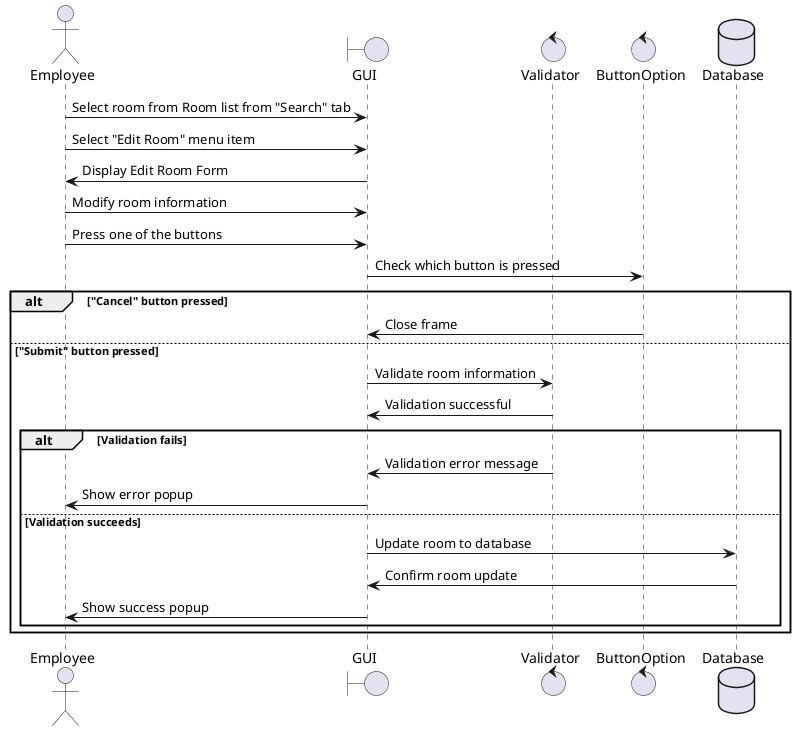 Employee
GUI
Validator
ButtonOption
Database
Select room from Room list from "Search" tab
Select "Edit Room" menu item
Display Edit Room Form
Modify room information
Press one of the buttons
Check which button is pressed
alt ["Cancel" button pressed]
Close frame
["Submit" button pressed]
Validate room information
Validation successful
alt [Validation fails]
Validation error message
Show error popup
[Validation succeeds]
Update room to database
Confirm room update
Show success popup
Employee
GUI
Validator
ButtonOption
Database